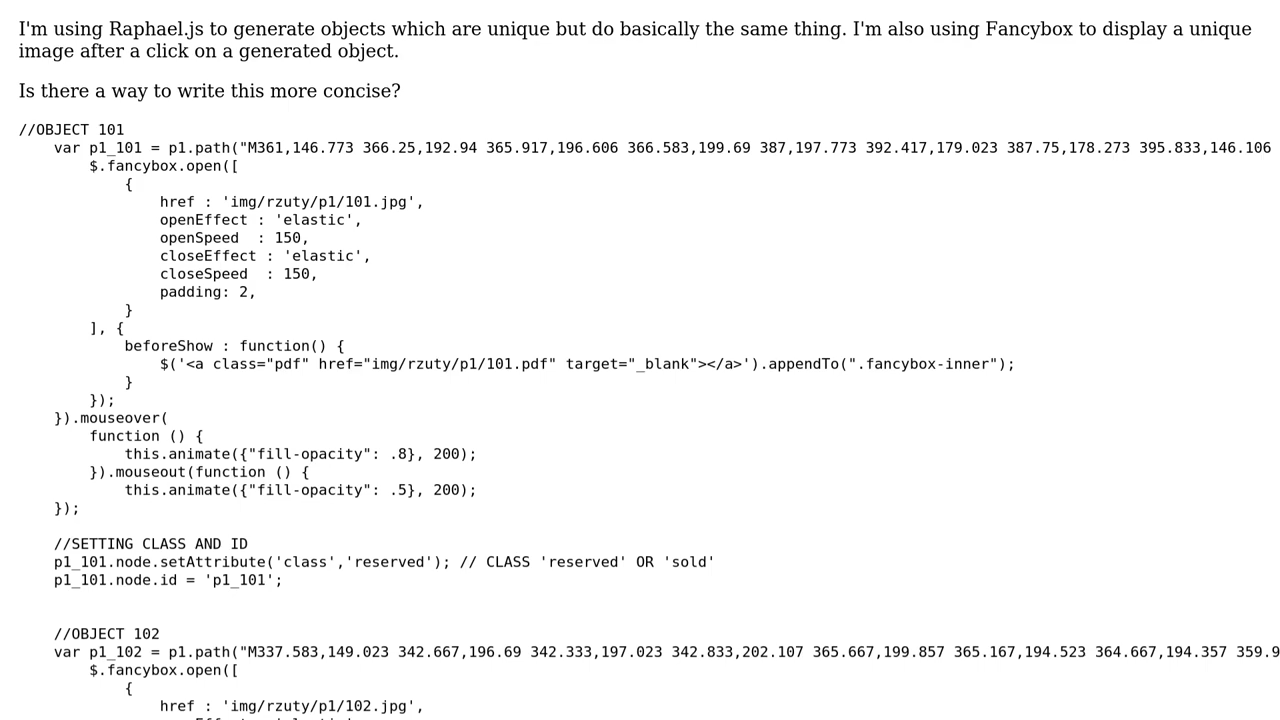 I'm using Raphael.js to generate objects which are unique but do basically the same thing. I'm also using Fancybox to display a unique
image after a click on a generated object.
Is there a way to write this more concise?
//OBJECT 101
var p1_101 = p1.path("M361,146.773 366.25,192.94 365.917,196.606 366.583,199.69 387,197.773 392.417,179.023 387.75,178.273 395.833,146.106
$.fancybox.open([
{
href : 'img/rzuty/p1/101.jpg',
openEffect : 'elastic',
openSpeed  : 150,
closeEffect : 'elastic',
closeSpeed  : 150,
padding: 2,
}
], {
beforeShow : function() {
$('<a class="pdf" href="img/rzuty/p1/101.pdf" target="_blank"></a>').appendTo(".fancybox-inner");
}
});
}).mouseover(
function () {
this.animate({"fill-opacity": .8}, 200);
}).mouseout(function () {
this.animate({"fill-opacity": .5}, 200);
});
//SETTING CLASS AND ID
p1_101.node.setAttribute('class','reserved'); // CLASS 'reserved' OR 'sold'
p1_101.node.id = 'p1_101';
//OBJECT 102
var p1_102 = p1.path("M337.583,149.023 342.667,196.69 342.333,197.023 342.833,202.107 365.667,199.857 365.167,194.523 364.667,194.357 359.9
$.fancybox.open([
{
href : 'img/rzuty/p1/102.jpg',